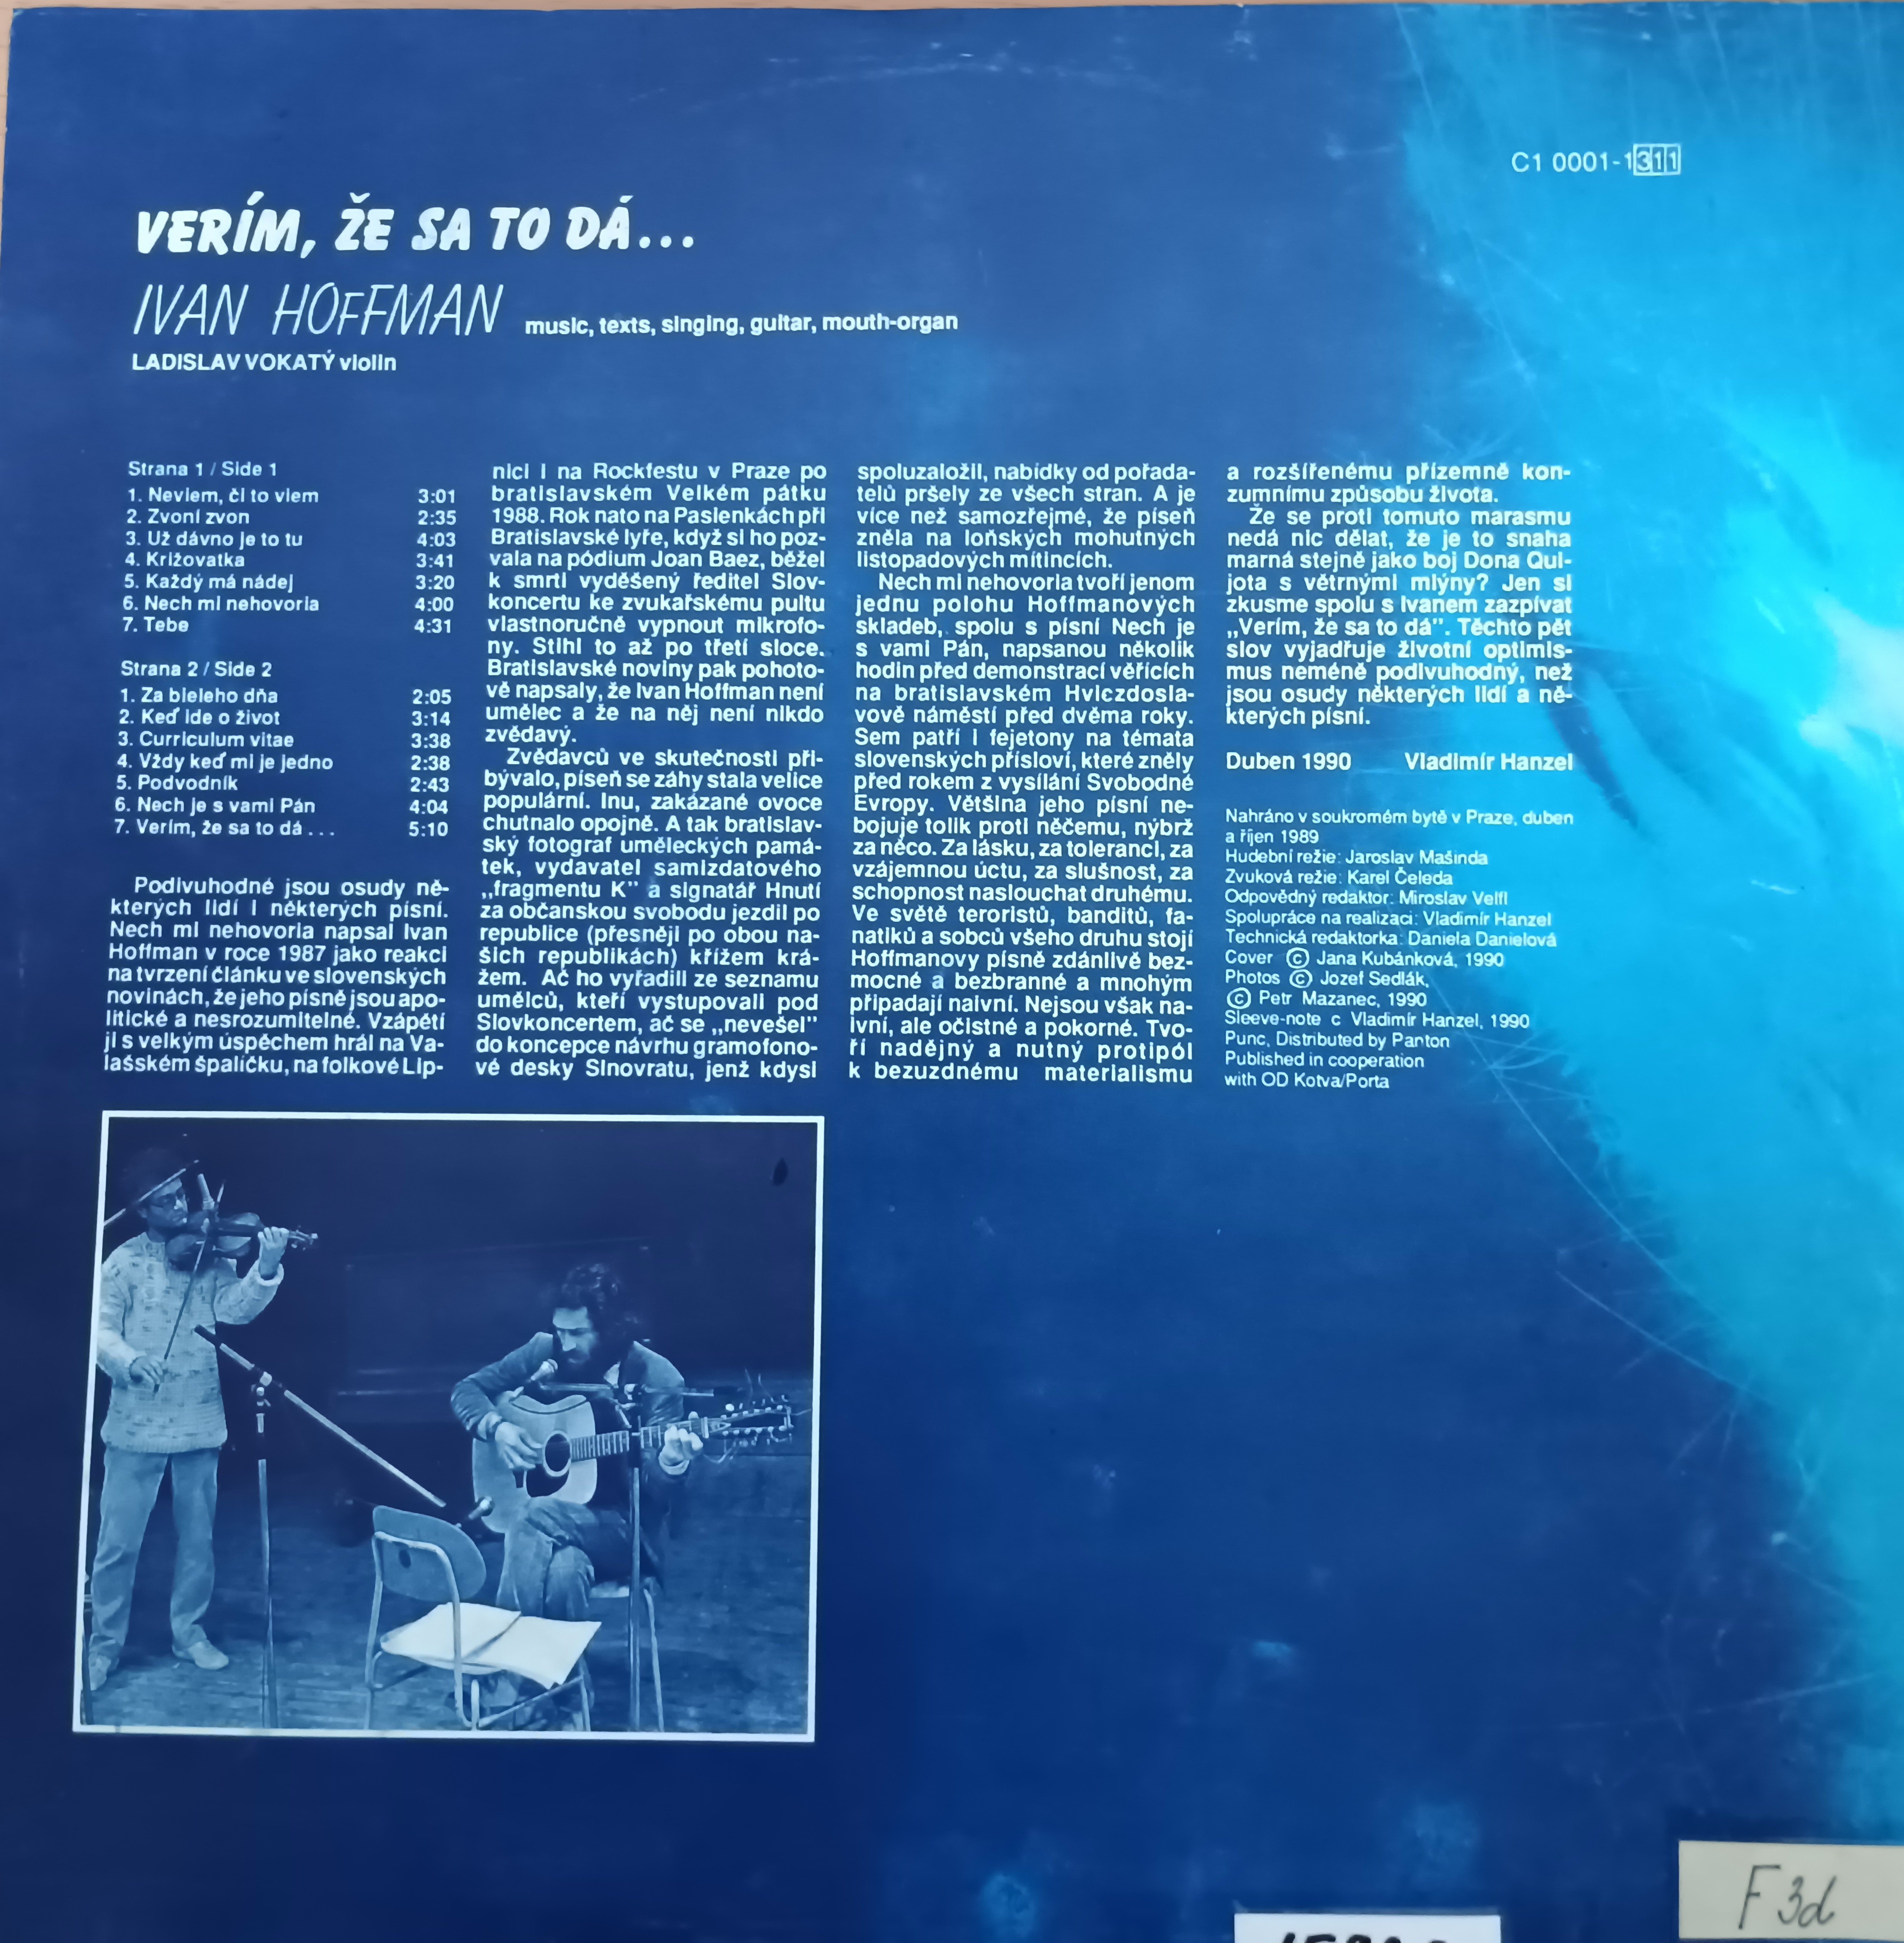 C1 0001-1311
VERÍM, ŽE SA TO DÁ...
IVAN HOFFMAN music, texts, singing, guitar, mouth-organ
LADISLAV VOKATÝ violin
Strana 1 / Side 1
1. Neviem, či to viem 3:01
2. Zvoní zvon 2:35
3. Už dávno je to tu 4:03
4. Križovatka 3:41
5. Každý má nádej 3:20
6. Nech mi nehovoria 4:00
7. Tebe 4:31
Strana 2 / Side 2
1. Za bieleho dňa 2:05
2. Keď ide o život 3:14
3. Curriculum vitae 3:38
4. Vždy keď mi je jedno 2:38
5. Podvodník 2:43
6. Nech je s vami Pán 4:04
7. Verím, že sa to dá ... 5:10
Podivuhodné jsou osudy ně-
kterých lidí i některých písní.
Nech mi nehovoria napsal Ivan
Hoffman v roce 1987 jako reakci
na tvrzení článku ve slovenských
novinách, že jeho písně jsou apo-
litické a nesrozumitelné. Vzápětí
ji s velkým úspěchem hrál na Va-
lašském špalíčku, na folkové Lip-
nici i na Rockfestu v Praze po
bratislavském Velkém pátku
1988. Rok nato na Pasienkách při
Bratislavské lyře, když si ho poz-
vala na pódium Joan Baez, běžel
k smrti vyděšený ředitel Slov-
koncertu ke zvukařskému pultu
vlastnoručně vypnout mikrofo-
ny. Stihl to až po třetí sloce.
Bratislavské noviny pak pohoto-
vě napsaly, že Ivan Hoffman není
umělec a že na něj není nikdo
zvědavý.
Zvědavců ve skutečnosti při-
bývalo, píseň se záhy stala velice
populární. Inu, zakázané ovoce
chutnalo opojně. A tak bratislav-
ský fotograf uměleckých pamá-
tek, vydavatel samizdatového
„fragmentu K” a signatář Hnutí
za občanskou svobodu jezdil po
republice (přesněji po obou na-
šich republikách) křížem krá-
žem. Ač ho vyřadili ze seznamu
umělců, kteří vystupovali pod
Slovkoncertem, ač se „nevešel”
do koncepce návrhu gramofono-
vé desky Slnovratu, jenž kdysi
spoluzaložil, nabídky od pořada-
telů pršely ze všech stran. A je
více než samozřejmé, že píseň
zněla na loňských mohutných
listopadových mítincích.
Nech mi nehovoria tvoří jenom
jednu polohu Hoffmanových
skladeb, spolu s písní Nech je
s vami Pán, napsanou několik
hodin před demonstrací věřících
na bratislavském Hviezdosla-
vově náměstí před dvěma roky.
Sem patří i fejetony na témata
slovenských přísloví, které zněly
před rokem z vysílání Svobodné
Evropy. Většina jeho písní ne-
bojuje tolik proti něčemu, nýbrž
za něco. Za lásku, za toleranci, za
vzájemnou úctu, za slušnost, za
schopnost naslouchat druhému.
Ve světě teroristů, banditů, fa-
natiků a sobců všeho druhu stojí
Hoffmanovy písně zdánlivě bez-
mocné a bezbranné a mnohým
připadají naivní. Nejsou však na-
ivní, ale očistné a pokorné. Tvo-
ří nadějný a nutný protipól
k bezuzdnému materialismu
a rozšířenému přízemně kon-
zumnímu způsobu života.
Že se proti tomuto marasmu
nedá nic dělat, že je to snaha
marná stejně jako boj Dona Qui-
jota s větrnými mlýny? Jen si
zkusme spolu s Ivanem zazpívat
„Verím, že sa to dá”. Těchto pět
slov vyjadřuje životní optimis-
mus neméně podivuhodný, než
jsou osudy některých lidí a ně-
kterých písní.
Duben 1990 Vladimír Hanzel
Nahráno v soukromém bytě v Praze, duben
a říjen 1989
Hudební režie: Jaroslav Mašinda
Zvuková režie: Karel Čeleda
Odpovědný redaktor: Miroslav Velfl
Spolupráce na realizaci: Vladimír Hanzel
Technická redaktorka: Daniela Danielová
Cover © Jana Kubánková, 1990
Photos © Jozef Sedlák,
© Petr Mazanec, 1990
Sleeve-note c Vladimír Hanzel, 1990
Punc, Distributed by Panton
Published in cooperation
with OD Kotva/Porta
F 3d